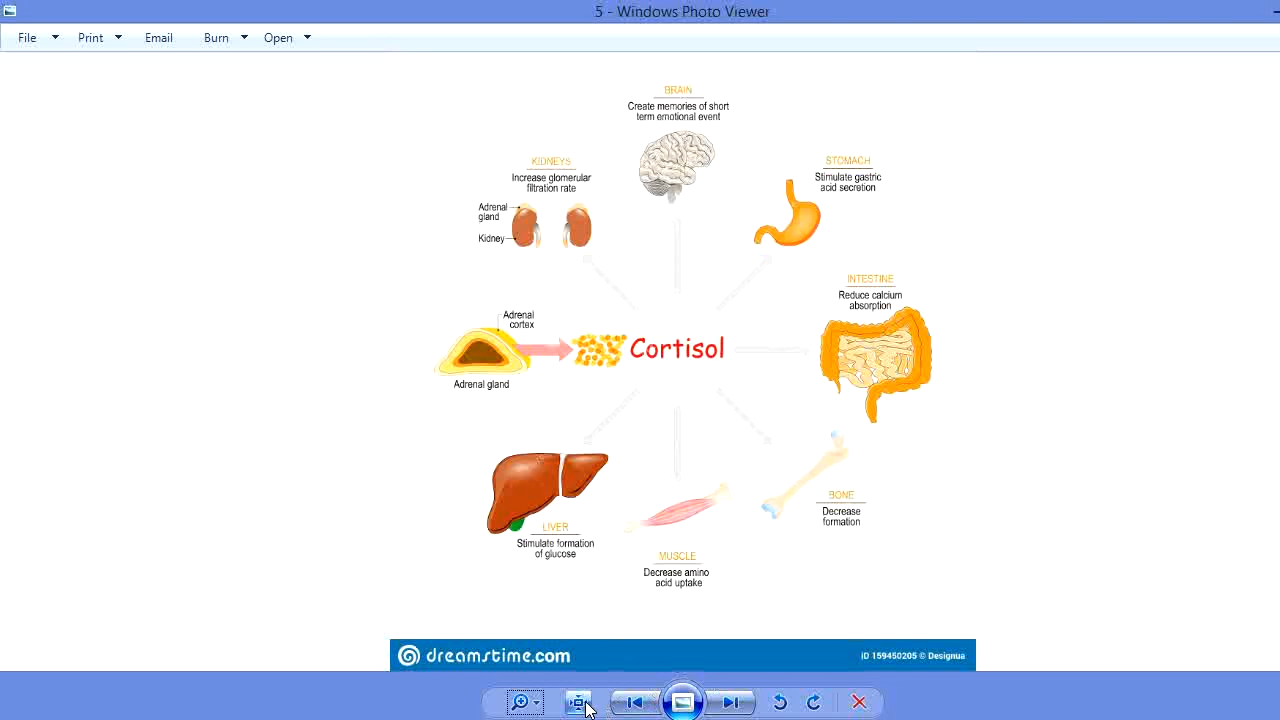 5 - Windows Photo Viewer
File Print Email Burn Open
BRAIN
Create memories of short
term emotional event
KIDNEYS
Increase glomerular
filtration rate
Adrenal
gland
Kidney
STOMACH
Stimulate gastric
acid secretion
INTESTINE
Reduce calcium
absorption
Adrenal
cortex
Adrenal gland
Cortisol
LIVER
Stimulate formation
of glucose
MUSCLE
Decrease amino
acid uptake
BONE
Decrease
formation
dreamstime.com
ID 159450205 © Designua